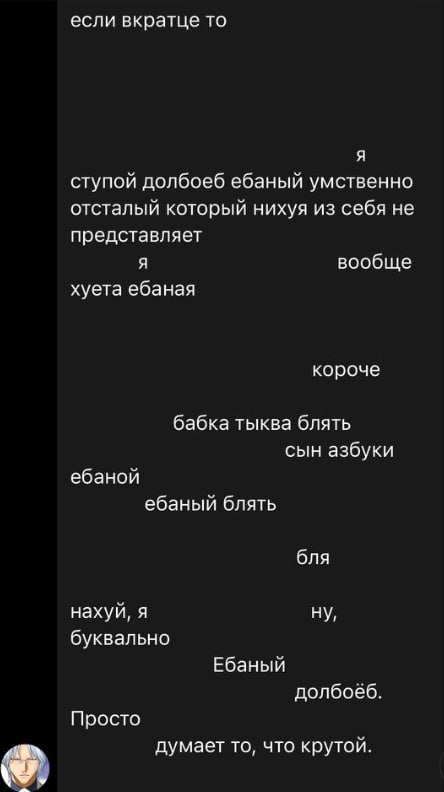 если вкратце то
я
ступой долбоеб ебаный умственно
отсталый который нихуя из себя не
представляет
я вообще
хуета ебаная
короче
бабка тыква блять
сын азбуки
ебаной
ебаный блять
бля
нахуй, я ну,
буквально
Ебаный
долбоёб.
Просто
думает то, что крутой.